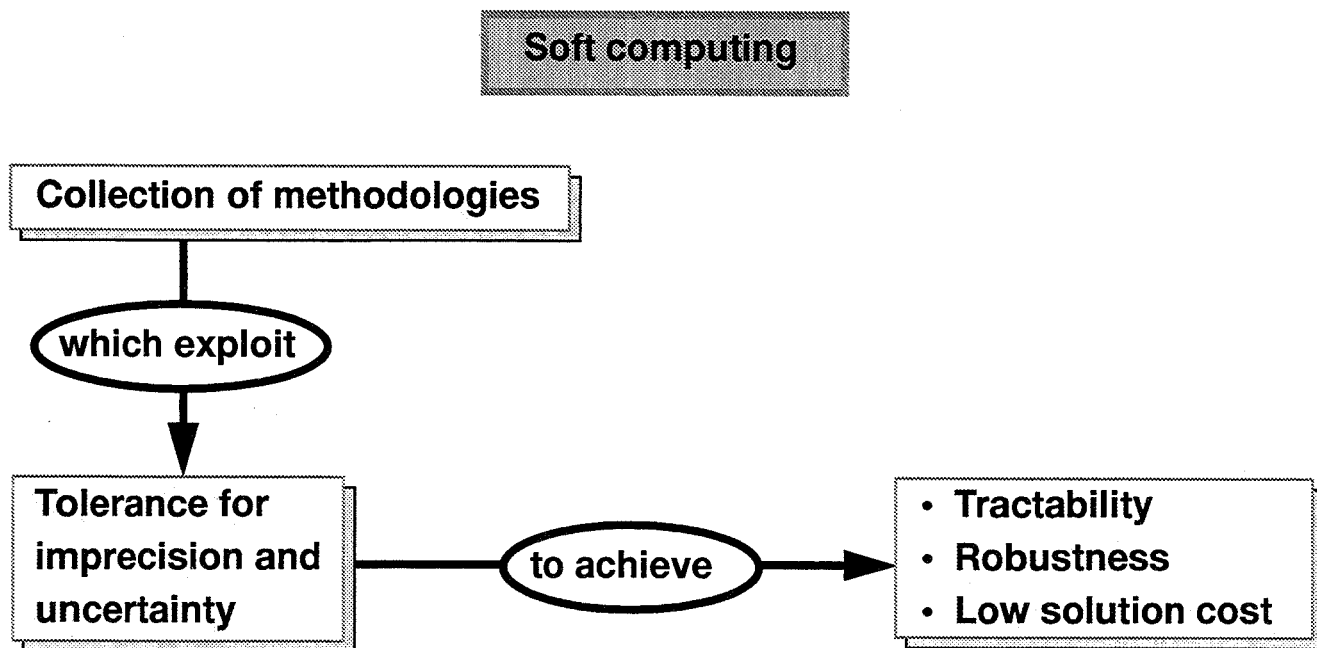 Soft computing
Collection of methodologies
which exploit
Tolerance for
imprecision and
uncertainty
to achieve
• Tractability
• Robustness
• Low solution cost